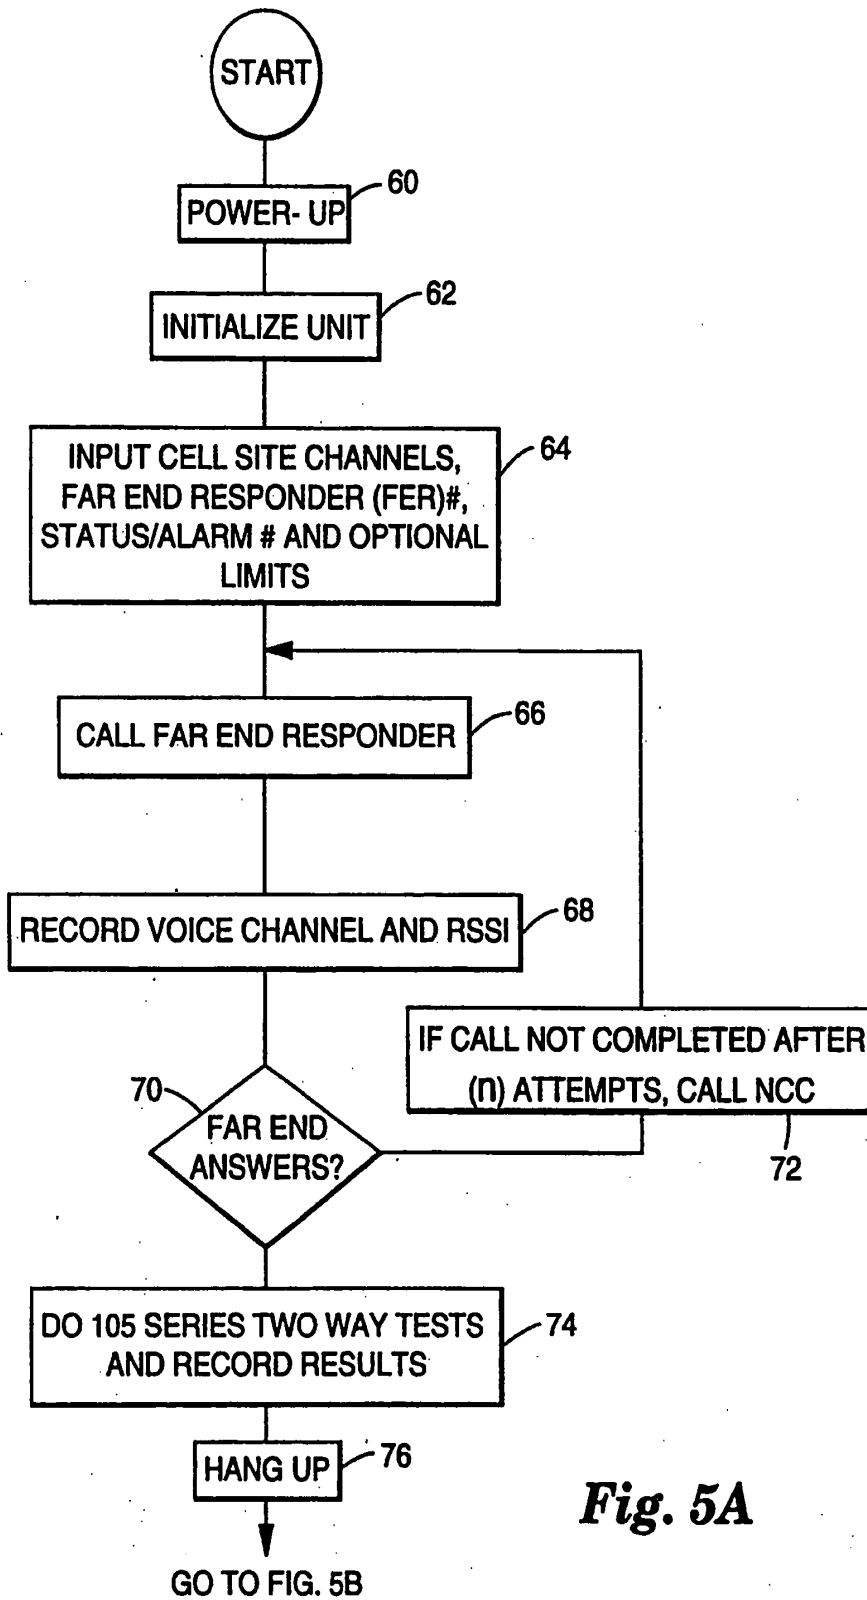 START
60
POWER- UP
62
INITIALIZE UNIT
64
INPUT CELL SITE CHANNELS,
FAR END RESPONDER (FER)#,
STATUS/ALARM # AND OPTIONAL
LIMITS
66
CALL FAR END RESPONDER
68
RECORD VOICE CHANNEL AND RSSI
IF CALL NOT COMPLETED AFTER
(n) ATTEMPTS, CALL NCC
72
70
FAR END
ANSWERS?
DO 105 SERIES TWO WAY TESTS
AND RECORD RESULTS
74
HANG UP
76
Fig. 5A
GO TO FIG. 5B